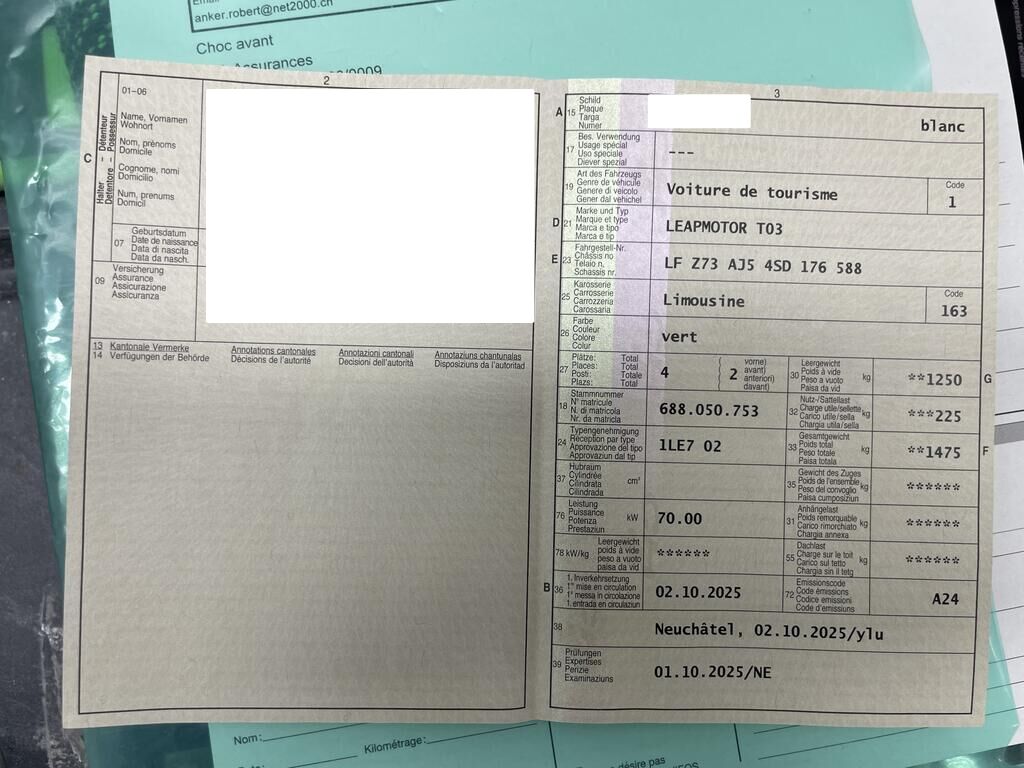 anker.robert@net2000.ch
Choc avant
Assurances
2
01-06
Name, Vornamen
Wohnort
Nom, prénoms
Domicile
Cognome, nomi
Domicilio
Num, prenums
Domicil
C
Halter – Détenteur
Detentore – Possessur
07
Geburtsdatum
Date de naissance
Data di nascita
Data da nasch.
09
Versicherung
Assurance
Assicurazione
Assicuranza
13 Kantonale Vermerke
14 Verfügungen der Behörde
Annotations cantonales
Décisions de l'autorité
Annotazioni cantonali
Decisioni dell'autorità
Annotaziuns chantunalas
Disposiziuns da l'autoritad
3
A 15
Schild
Plaque
Targa
Numer
blanc
17
Bes. Verwendung
Usage spécial
Uso speciale
Diever spezial
---
19
Art des Fahrzeugs
Genre de véhicule
Genere di veicolo
Gener dal vehichel
Voiture de tourisme
Code
1
D 21
Marke und Typ
Marque et type
Marca e tipo
Marca e tip
LEAPMOTOR T03
E 23
Fahrgestell-Nr.
Châssis no
Telaio n.
Schassis nr.
LF Z73 AJ5 4SD 176 588
25
Karosserie
Carrosserie
Carrozzeria
Carossaria
Limousine
Code
163
26
Farbe
Couleur
Colore
Colur
vert
27
Plätze: Total
Places: Total
Posti: Totale
Plazs: Total
4
2
vorne)
avant)
anteriori)
davant)
30
Leergewicht
Poids à vide
Peso a vuoto
Paisa da vid
kg
**1250
G
18
Stammnummer
N° matricule
N. di matricola
Nr. da matricla
688.050.753
32
Nutz-/Sattellast
Charge utile/sellette
Carico utile/sella
Chargia utila/sella
kg
***225
24
Typengenehmigung
Réception par type
Approvazione del tipo
Approvaziun dal tip
1LE7 02
33
Gesamtgewicht
Poids total
Peso totale
Paisa totala
kg
**1475
F
37
Hubraum
Cylindrée
Cilindrata
Cilindrada
cm³
35
Gewicht des Zuges
Poids de l'ensemble
Peso del convoglio
Paisa cumposiziun
kg
******
76
Leistung
Puissance
Potenza
Prestaziun
kW
70.00
31
Anhängelast
Poids remorquable
Carico rimorchiato
Chargia annexa
kg
******
78 kW/kg
Leergewicht
poids à vide
peso a vuoto
paisa da vid
******
55
Dachlast
Charge sur le toit
Carico sul tetto
Chargia sin il tetg
kg
******
B 36
1. Inverkehrsetzung
1re mise en circulation
1a messa in circolazione
1. entrada en circulaziun
02.10.2025
72
Emissionscode
Code émissions
Codice emissioni
Code d'emissiuns
A24
38
Neuchâtel, 02.10.2025/ylu
39
Prüfungen
Expertises
Perizie
Examinaziuns
01.10.2025/NE
Nom:
Kilométrage:
désire pas